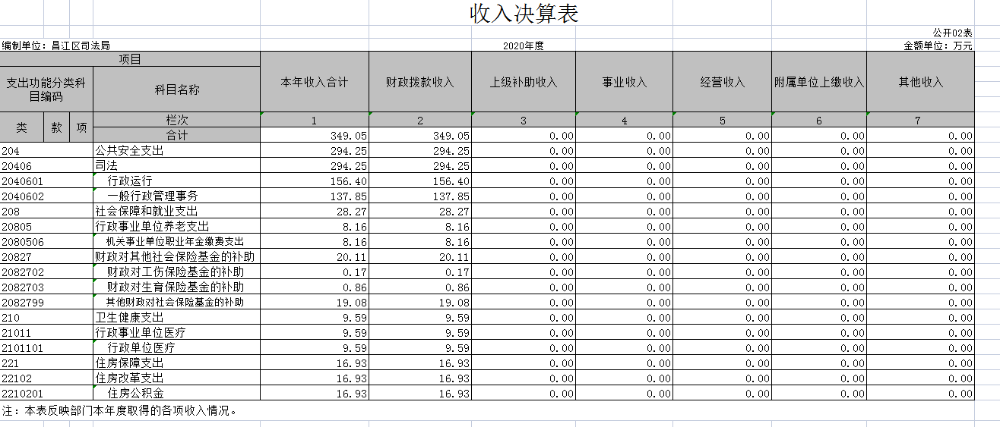 收入决算表
公开02表
编制单位：昌江区司法局 2020年度 金额单位：万元
项目 本年收入合计 财政拨款收入 上级补助收入 事业收入 经营收入 附属单位上缴收入 其他收入
支出功能分类科目编码 科目名称
类 款 项 栏次 1 2 3 4 5 6 7
合计 349.05 349.05 0.00 0.00 0.00 0.00 0.00
204 公共安全支出 294.25 294.25 0.00 0.00 0.00 0.00 0.00
20406 司法 294.25 294.25 0.00 0.00 0.00 0.00 0.00
2040601 行政运行 156.40 156.40 0.00 0.00 0.00 0.00 0.00
2040602 一般行政管理事务 137.85 137.85 0.00 0.00 0.00 0.00 0.00
208 社会保障和就业支出 28.27 28.27 0.00 0.00 0.00 0.00 0.00
20805 行政事业单位养老支出 8.16 8.16 0.00 0.00 0.00 0.00 0.00
2080506 机关事业单位职业年金缴费支出 8.16 8.16 0.00 0.00 0.00 0.00 0.00
20827 财政对其他社会保险基金的补助 20.11 20.11 0.00 0.00 0.00 0.00 0.00
2082702 财政对工伤保险基金的补助 0.17 0.17 0.00 0.00 0.00 0.00 0.00
2082703 财政对生育保险基金的补助 0.86 0.86 0.00 0.00 0.00 0.00 0.00
2082799 其他财政对社会保险基金的补助 19.08 19.08 0.00 0.00 0.00 0.00 0.00
210 卫生健康支出 9.59 9.59 0.00 0.00 0.00 0.00 0.00
21011 行政事业单位医疗 9.59 9.59 0.00 0.00 0.00 0.00 0.00
2101101 行政单位医疗 9.59 9.59 0.00 0.00 0.00 0.00 0.00
221 住房保障支出 16.93 16.93 0.00 0.00 0.00 0.00 0.00
22102 住房改革支出 16.93 16.93 0.00 0.00 0.00 0.00 0.00
2210201 住房公积金 16.93 16.93 0.00 0.00 0.00 0.00 0.00
注：本表反映部门本年度取得的各项收入情况。